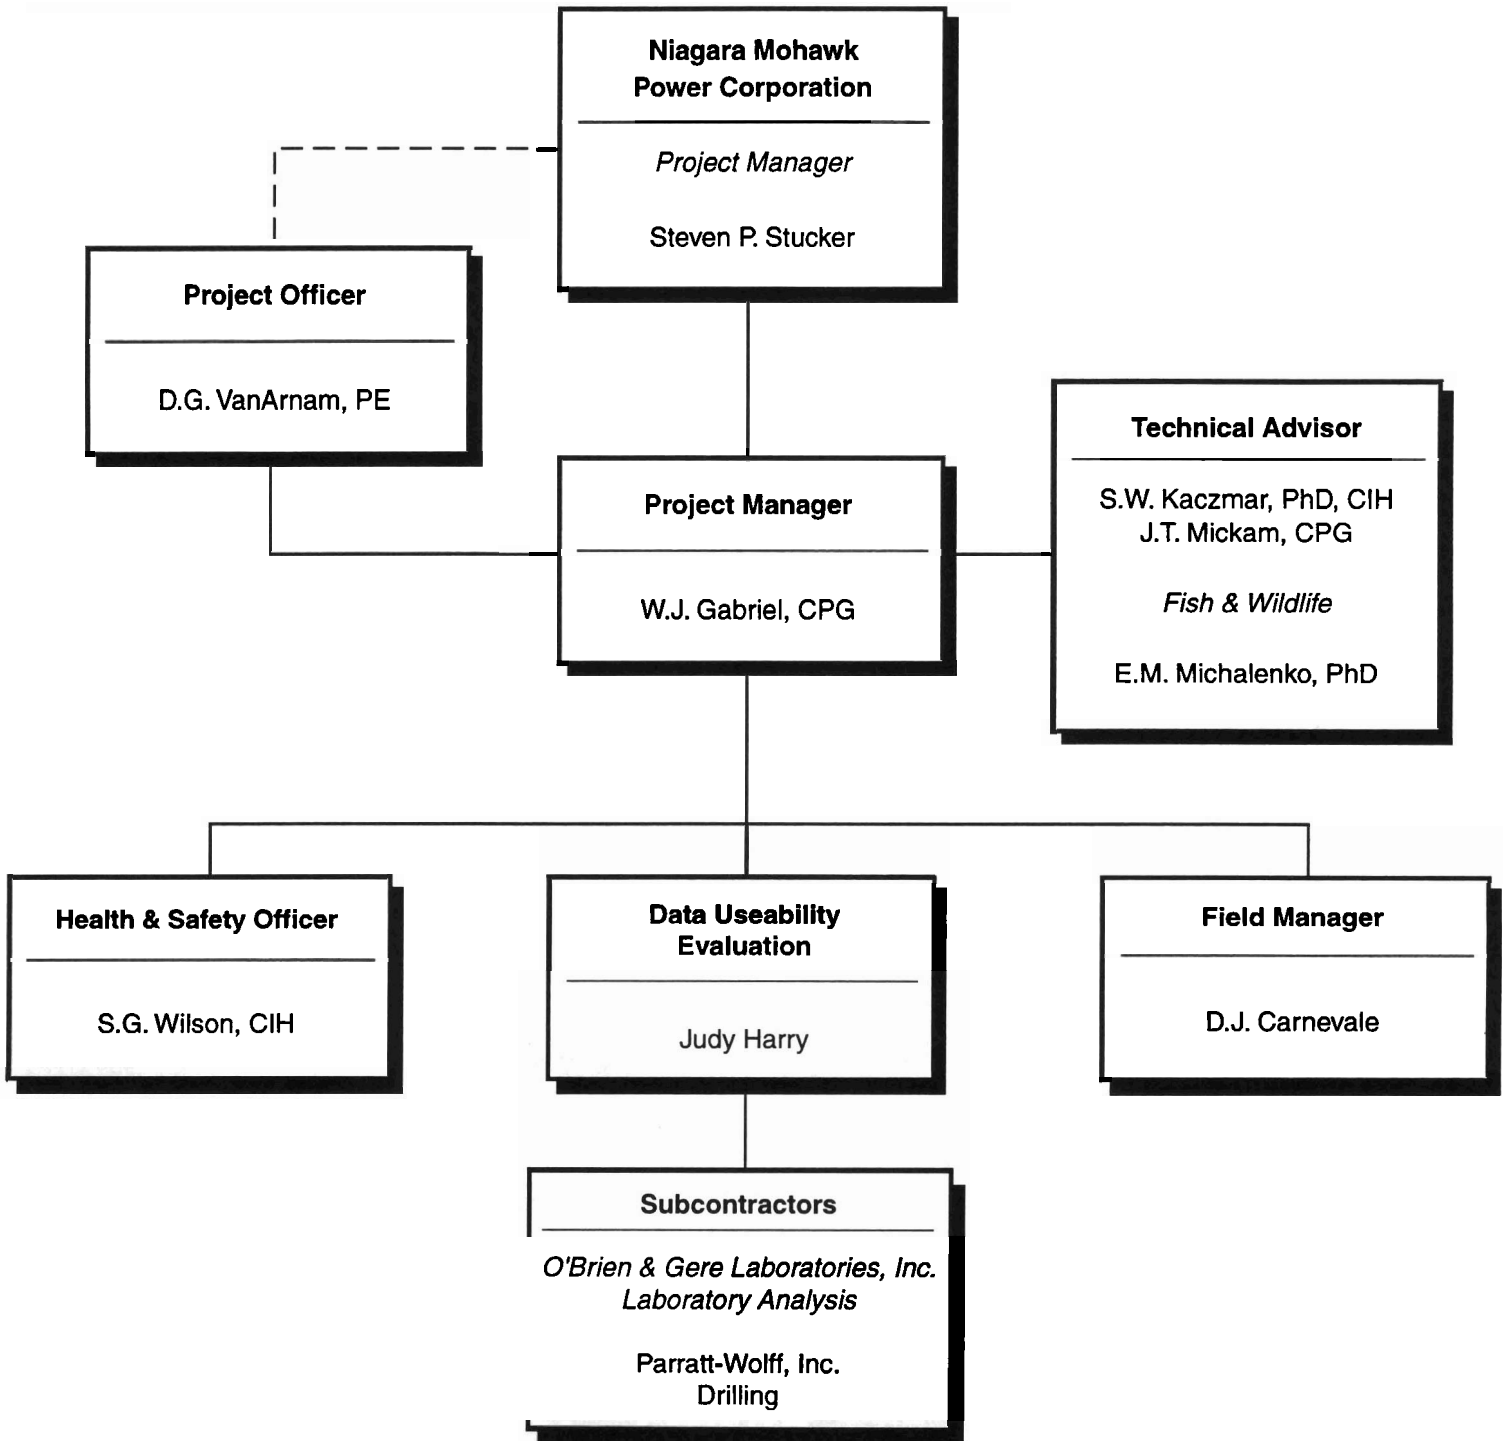 Niagara Mohawk
Power Corporation
Project Manager
Steven P. Stucker
Project Officer
D.G. VanArnam, PE
Technical Advisor
S.W. Kaczmar, PhD, CIH
J.T. Mickam, CPG
Fish & Wildlife
E.M. Michalenko, PhD
Project Manager
W.J. Gabriel, CPG
Health & Safety Officer
S.G. Wilson, CIH
Data Useability
Evaluation
Judy Harry
Field Manager
D.J. Carnevale
Subcontractors
O'Brien & Gere Laboratories, Inc.
Laboratory Analysis
Parratt-Wolff, Inc.
Drilling